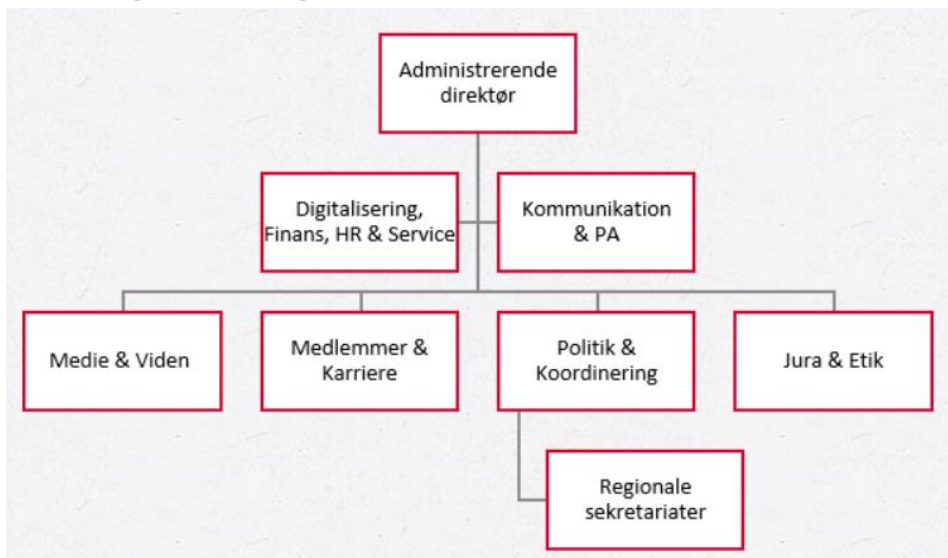 Administrerende
direktør
Digitalisering,
Finans, HR & Service
Kommunikation
& PA
Medie & Viden
Medlemmer &
Karriere
Politik &
Koordinering
Jura & Etik
Regionale
sekretariater